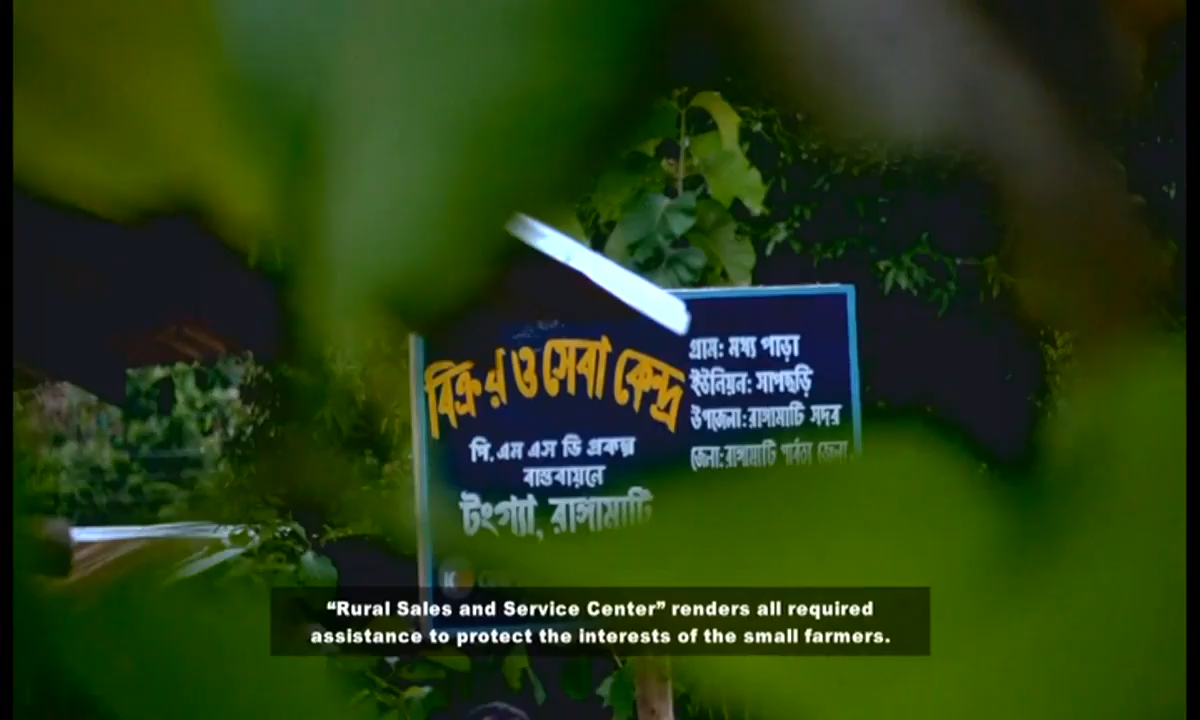 বিক্রয় ও সেবা কেন্দ্র
পি.এম এস ডি প্রকল্প
বাস্তবায়নে
টংগ্যা, রাঙ্গামাটি
গ্রাম: মধ্য পাড়া
ইউনিয়ন: সাপছড়ি
উপজেলা: রাঙ্গামাটি সদর
জেলা: রাঙ্গামাটি পার্বত্য জেলা
“Rural Sales and Service Center” renders all required
assistance to protect the interests of the small farmers.